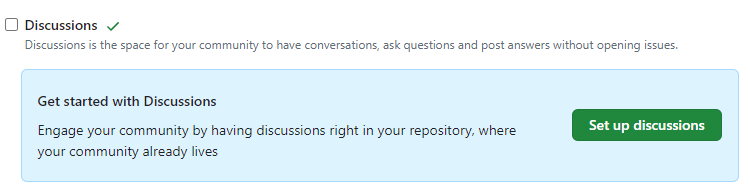 Discussions
Discussions is the space for your community to have conversations, ask questions and post answers without opening issues.
Get started with Discussions
Engage your community by having discussions right in your repository, where
your community already lives
Set up discussions